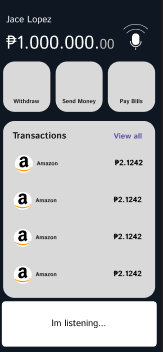 Jace Lopez
₱1.000.000.00
Withdraw Send Money Pay Bills
Transactions View all
a Amazon ₱2.1242
a Amazon ₱2.1242
a Amazon ₱2.1242
a Amazon ₱2.1242
Im listening...